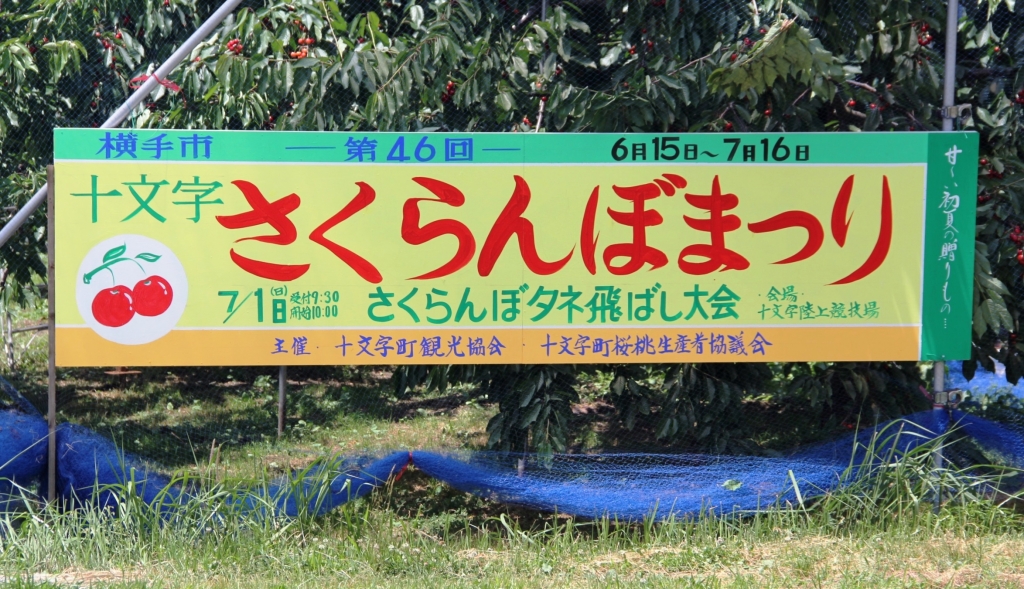 横手市 ― 第46回 ― 6月15日～7月16日
十文字 さくらんぼまつり
7/1(日) 受付9:30 開始10:00 さくらんぼタネ飛ばし大会 ・会場・ 十文字陸上競技場
主催・十文字町観光協会・十文字町桜桃生産者協議会
甘〜い初夏の贈りもの…